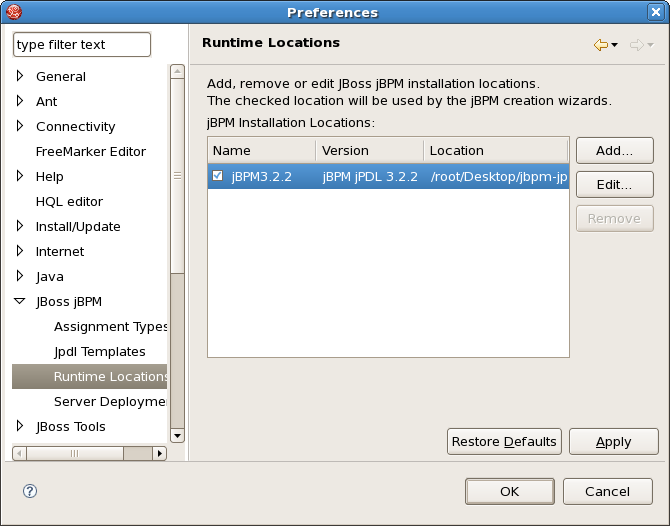 Preferences
type filter text
General
Ant
Connectivity
FreeMarker Editor
Help
HQL editor
Install/Update
Internet
Java
JBoss jBPM
Assignment Types
Jpdl Templates
Runtime Locations
Server Deployme
JBoss Tools
Runtime Locations
Add, remove or edit JBoss jBPM installation locations.
The checked location will be used by the jBPM creation wizards.
jBPM Installation Locations:
Name Version Location
jBPM3.2.2 jBPM jPDL 3.2.2 /root/Desktop/jbpm-jp
Add...
Edit...
Remove
Restore Defaults Apply
? OK Cancel